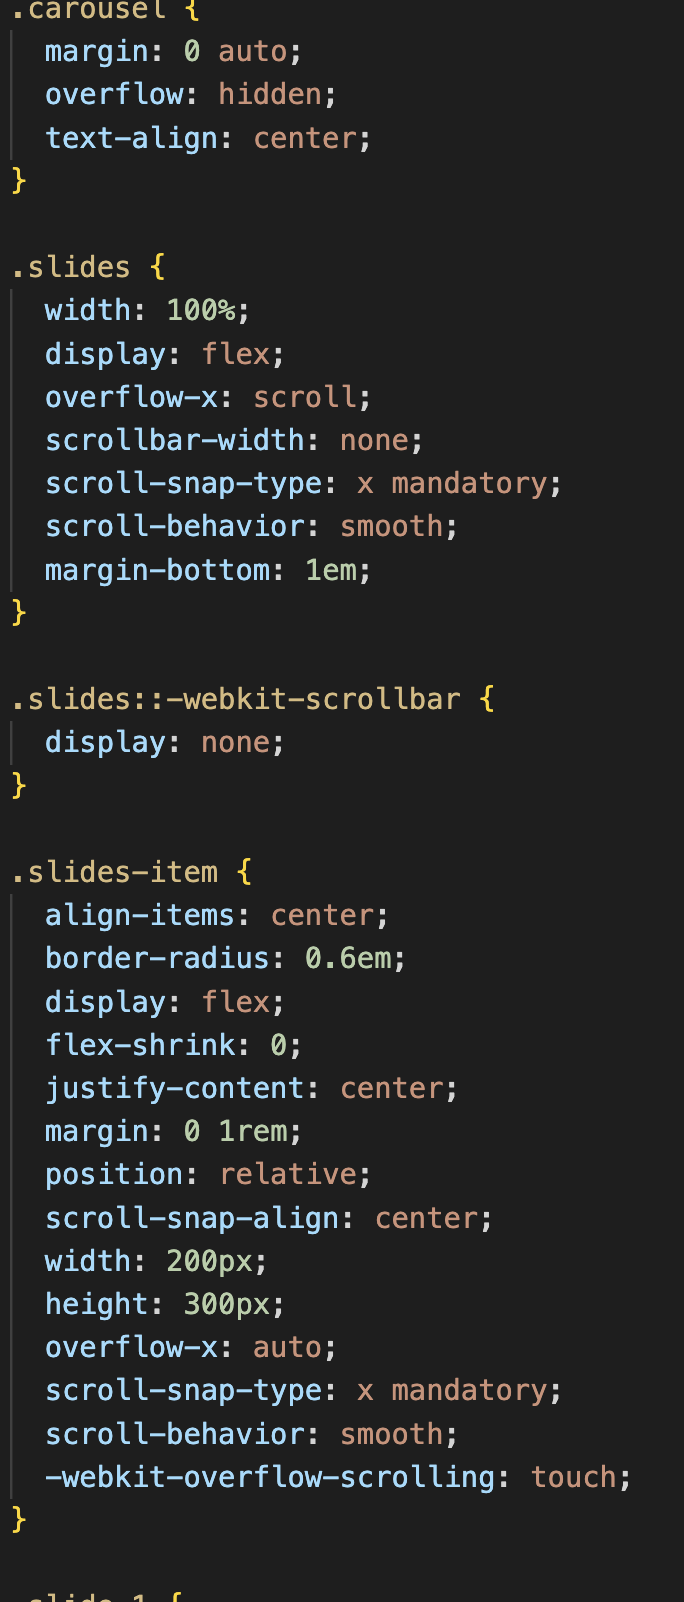 .carousel {
  margin: 0 auto;
  overflow: hidden;
  text-align: center;
}

.slides {
  width: 100%;
  display: flex;
  overflow-x: scroll;
  scrollbar-width: none;
  scroll-snap-type: x mandatory;
  scroll-behavior: smooth;
  margin-bottom: 1em;
}

.slides::-webkit-scrollbar {
  display: none;
}

.slides-item {
  align-items: center;
  border-radius: 0.6em;
  display: flex;
  flex-shrink: 0;
  justify-content: center;
  margin: 0 1rem;
  position: relative;
  scroll-snap-align: center;
  width: 200px;
  height: 300px;
  overflow-x: auto;
  scroll-snap-type: x mandatory;
  scroll-behavior: smooth;
  -webkit-overflow-scrolling: touch;
}